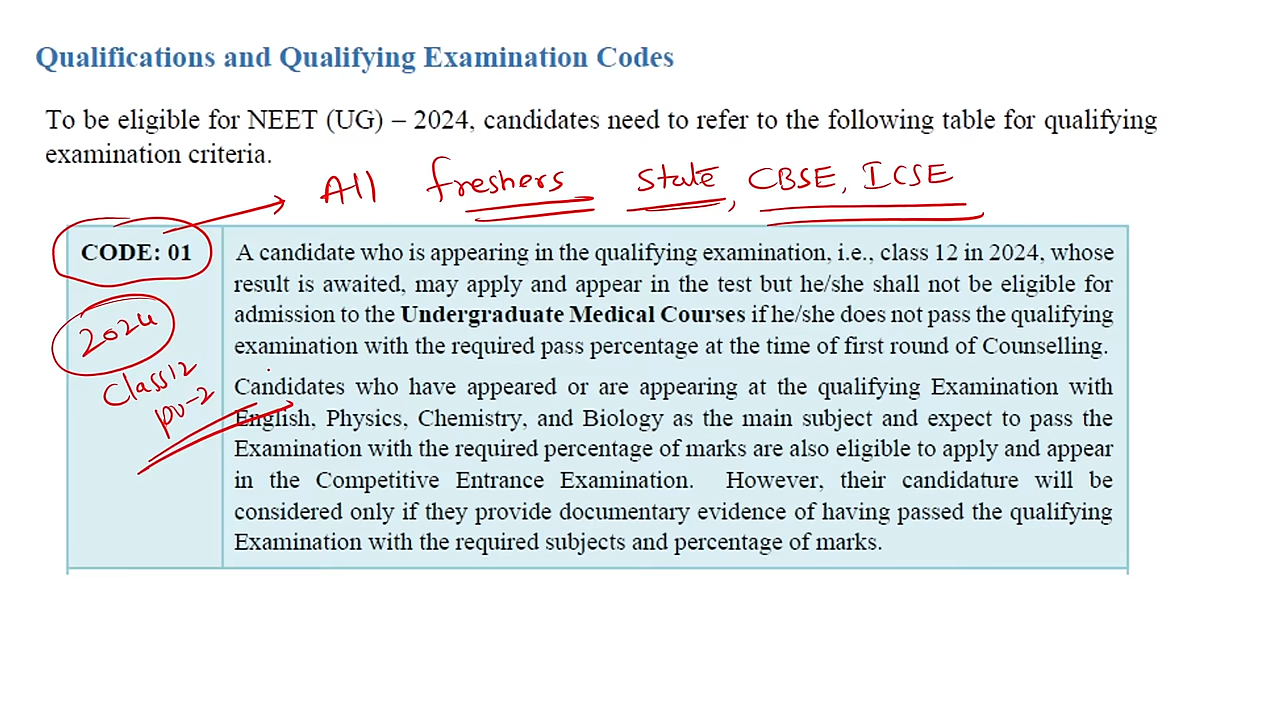 Qualifications and Qualifying Examination Codes
To be eligible for NEET (UG) – 2024, candidates need to refer to the following table for qualifying
examination criteria.
All freshers State, CBSE, ICSE
CODE: 01
2024
Class12
PU-2
A candidate who is appearing in the qualifying examination, i.e., class 12 in 2024, whose
result is awaited, may apply and appear in the test but he/she shall not be eligible for
admission to the Undergraduate Medical Courses if he/she does not pass the qualifying
examination with the required pass percentage at the time of first round of Counselling.
Candidates who have appeared or are appearing at the qualifying Examination with
English, Physics, Chemistry, and Biology as the main subject and expect to pass the
Examination with the required percentage of marks are also eligible to apply and appear
in the Competitive Entrance Examination. However, their candidature will be
considered only if they provide documentary evidence of having passed the qualifying
Examination with the required subjects and percentage of marks.